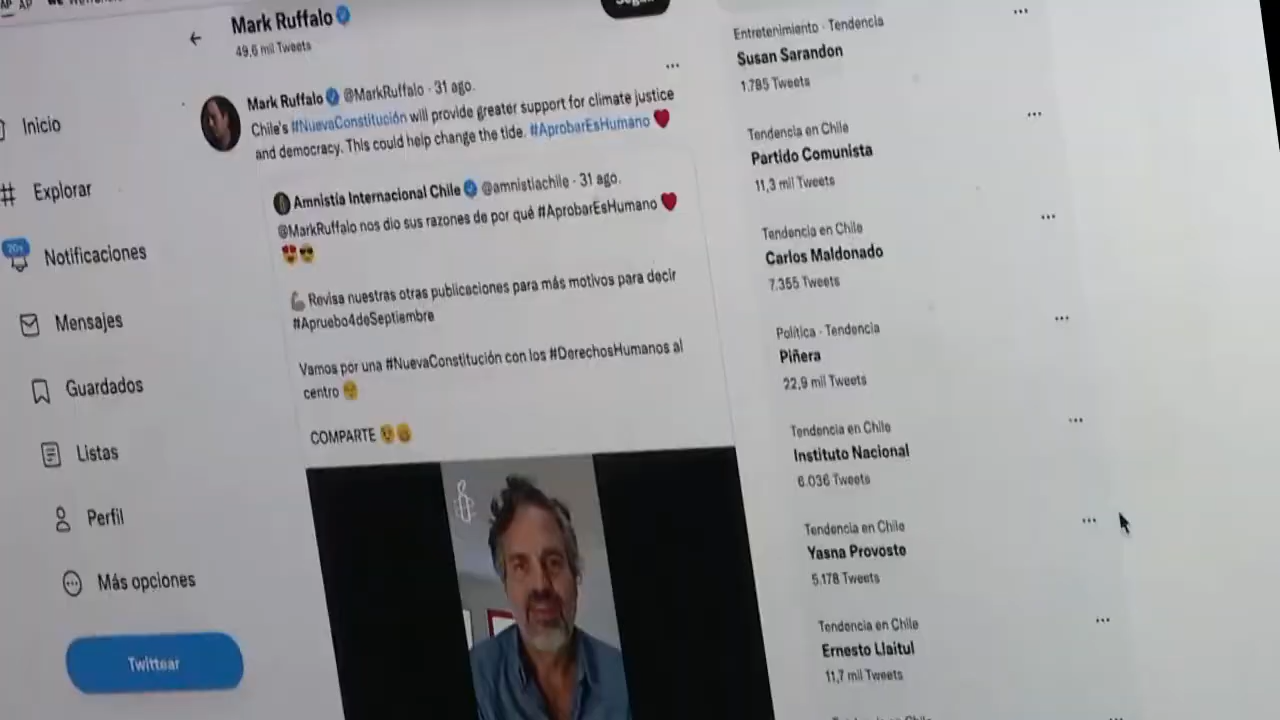 Mark Ruffalo
49,6 mil Tweets
Inicio
Explorar
20+
Notificaciones
Mensajes
Guardados
Listas
Perfil
Más opciones
Twittear
Mark Ruffalo @MarkRuffalo · 31 ago.
Chile's #NuevaConstitución will provide greater support for climate justice
and democracy. This could help change the tide. #AprobarEsHumano ❤️
Amnistía Internacional Chile @amnistiachile · 31 ago.
@MarkRuffalo nos dio sus razones de por qué #AprobarEsHumano ❤️
😍😎
💪 Revisa nuestras otras publicaciones para más motivos para decir
#Apruebo4deSeptiembre
Vamos por una #NuevaConstitución con los #DerechosHumanos al
centro
COMPARTE
Entretenimiento · Tendencia
Susan Sarandon
1.785 Tweets
Tendencia en Chile
Partido Comunista
11,3 mil Tweets
Tendencia en Chile
Carlos Maldonado
7.355 Tweets
Política · Tendencia
Piñera
22,9 mil Tweets
Tendencia en Chile
Instituto Nacional
6.036 Tweets
Tendencia en Chile
Yasna Provoste
5.178 Tweets
Tendencia en Chile
Ernesto Llaitul
11,7 mil Tweets